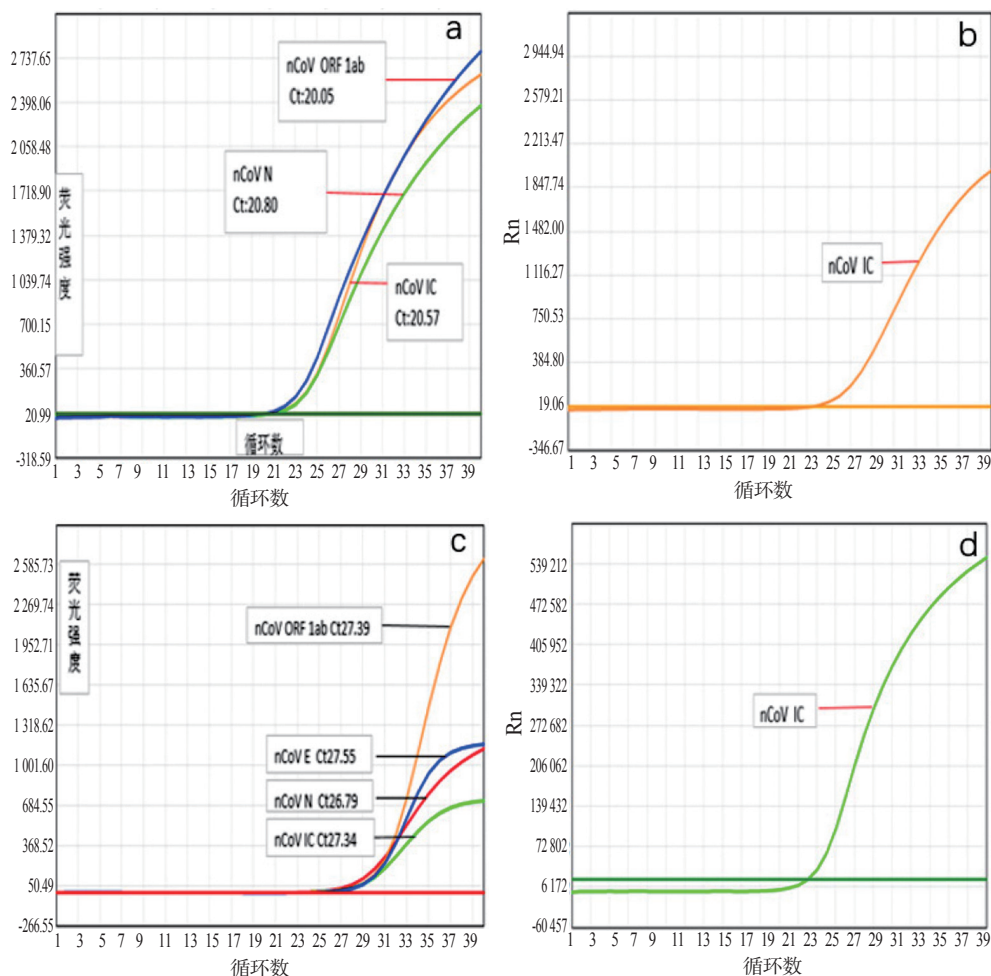 a
2 737.65
2 398.06
2 058.48
1 718.90
1 379.32
1 039.74
700.15
360.57
20.99
-318.59
荧光强度
nCoV ORF 1ab
Ct:20.05
nCoV N
Ct:20.80
nCoV IC
Ct:20.57
循环数
1 3 5 7 9 11 13 15 17 19 21 23 25 27 29 31 33 35 37 39
循环数
b
2 944.94
2 579.21
2 213.47
1 847.74
1 482.00
1 116.27
750.53
384.80
19.06
-346.67
Rn
nCoV IC
1 3 5 7 9 11 13 15 17 19 21 23 25 27 29 31 33 35 37 39
循环数
c
2 585.73
2 269.74
1 952.71
1 635.67
1 318.62
1 001.60
684.55
368.52
50.49
-266.55
荧光强度
nCoV ORF 1ab Ct27.39
nCoV E Ct27.55
nCoV N Ct26.79
nCoV IC Ct27.34
1 3 5 7 9 11 13 15 17 19 21 23 25 27 29 31 33 35 37 39
循环数
d
539 212
472 582
405 952
339 322
272 682
206 062
139 432
72 802
6 172
-60 457
Rn
nCoV IC
1 3 5 7 9 11 13 15 17 19 21 23 25 27 29 31 33 35 37 39
循环数